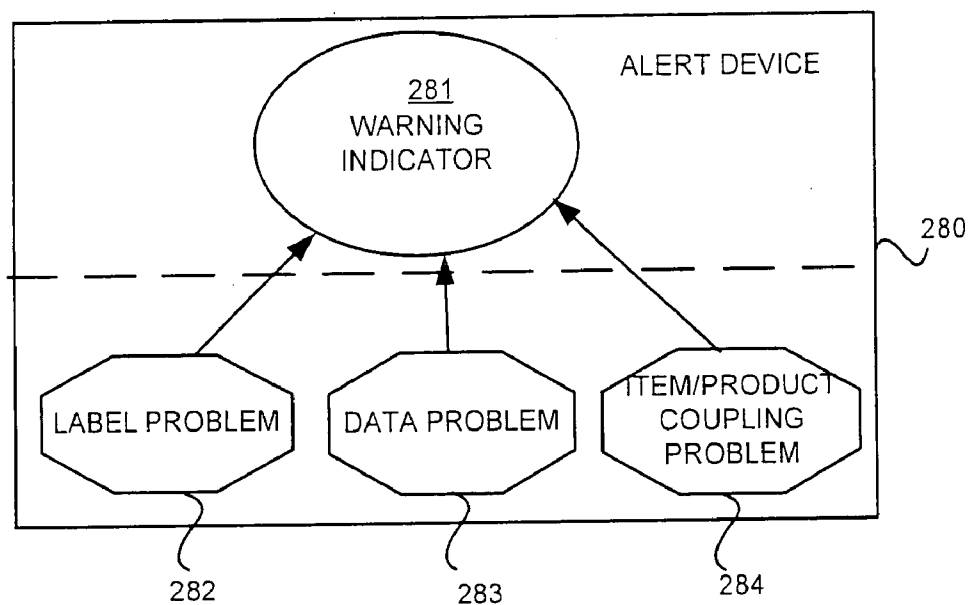 ALERT DEVICE
281
WARNING
INDICATOR
280
LABEL PROBLEM
DATA PROBLEM
ITEM/PRODUCT
COUPLING
PROBLEM
282
283
284